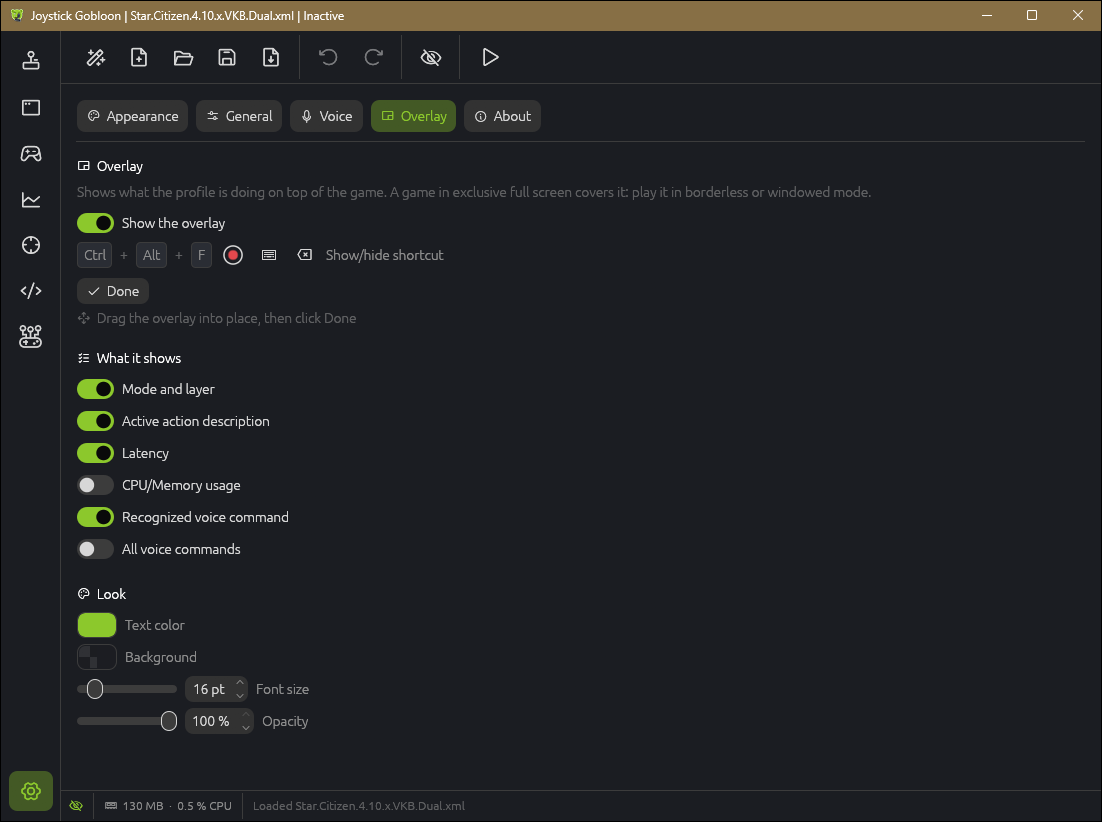 Joystick Gobloon | Star.Citizen.4.10.x.VKB.Dual.xml | Inactive
Appearance General Voice Overlay About
Overlay
Shows what the profile is doing on top of the game. A game in exclusive full screen covers it: play it in borderless or windowed mode.
Show the overlay
Ctrl + Alt + F Show/hide shortcut
Done
Drag the overlay into place, then click Done
What it shows
Mode and layer
Active action description
Latency
CPU/Memory usage
Recognized voice command
All voice commands
Look
Text color
Background
16 pt Font size
100 % Opacity
130 MB · 0.5 % CPU Loaded Star.Citizen.4.10.x.VKB.Dual.xml